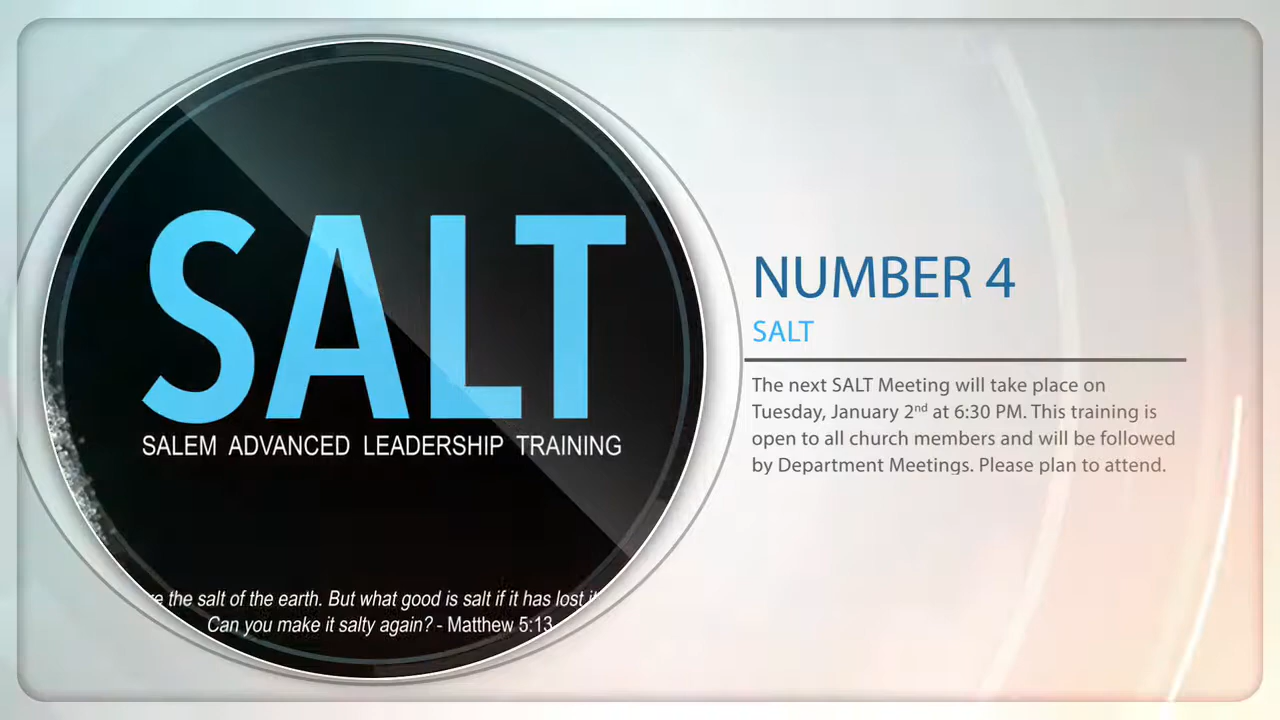 SALT
SALEM ADVANCED LEADERSHIP TRAINING
the salt of the earth. But what good is salt if it has lost
Can you make it salty again? - Matthew 5:13
NUMBER 4
SALT
The next SALT Meeting will take place on
Tuesday, January 2nd at 6:30 PM. This training is
open to all church members and will be followed
by Department Meetings. Please plan to attend.